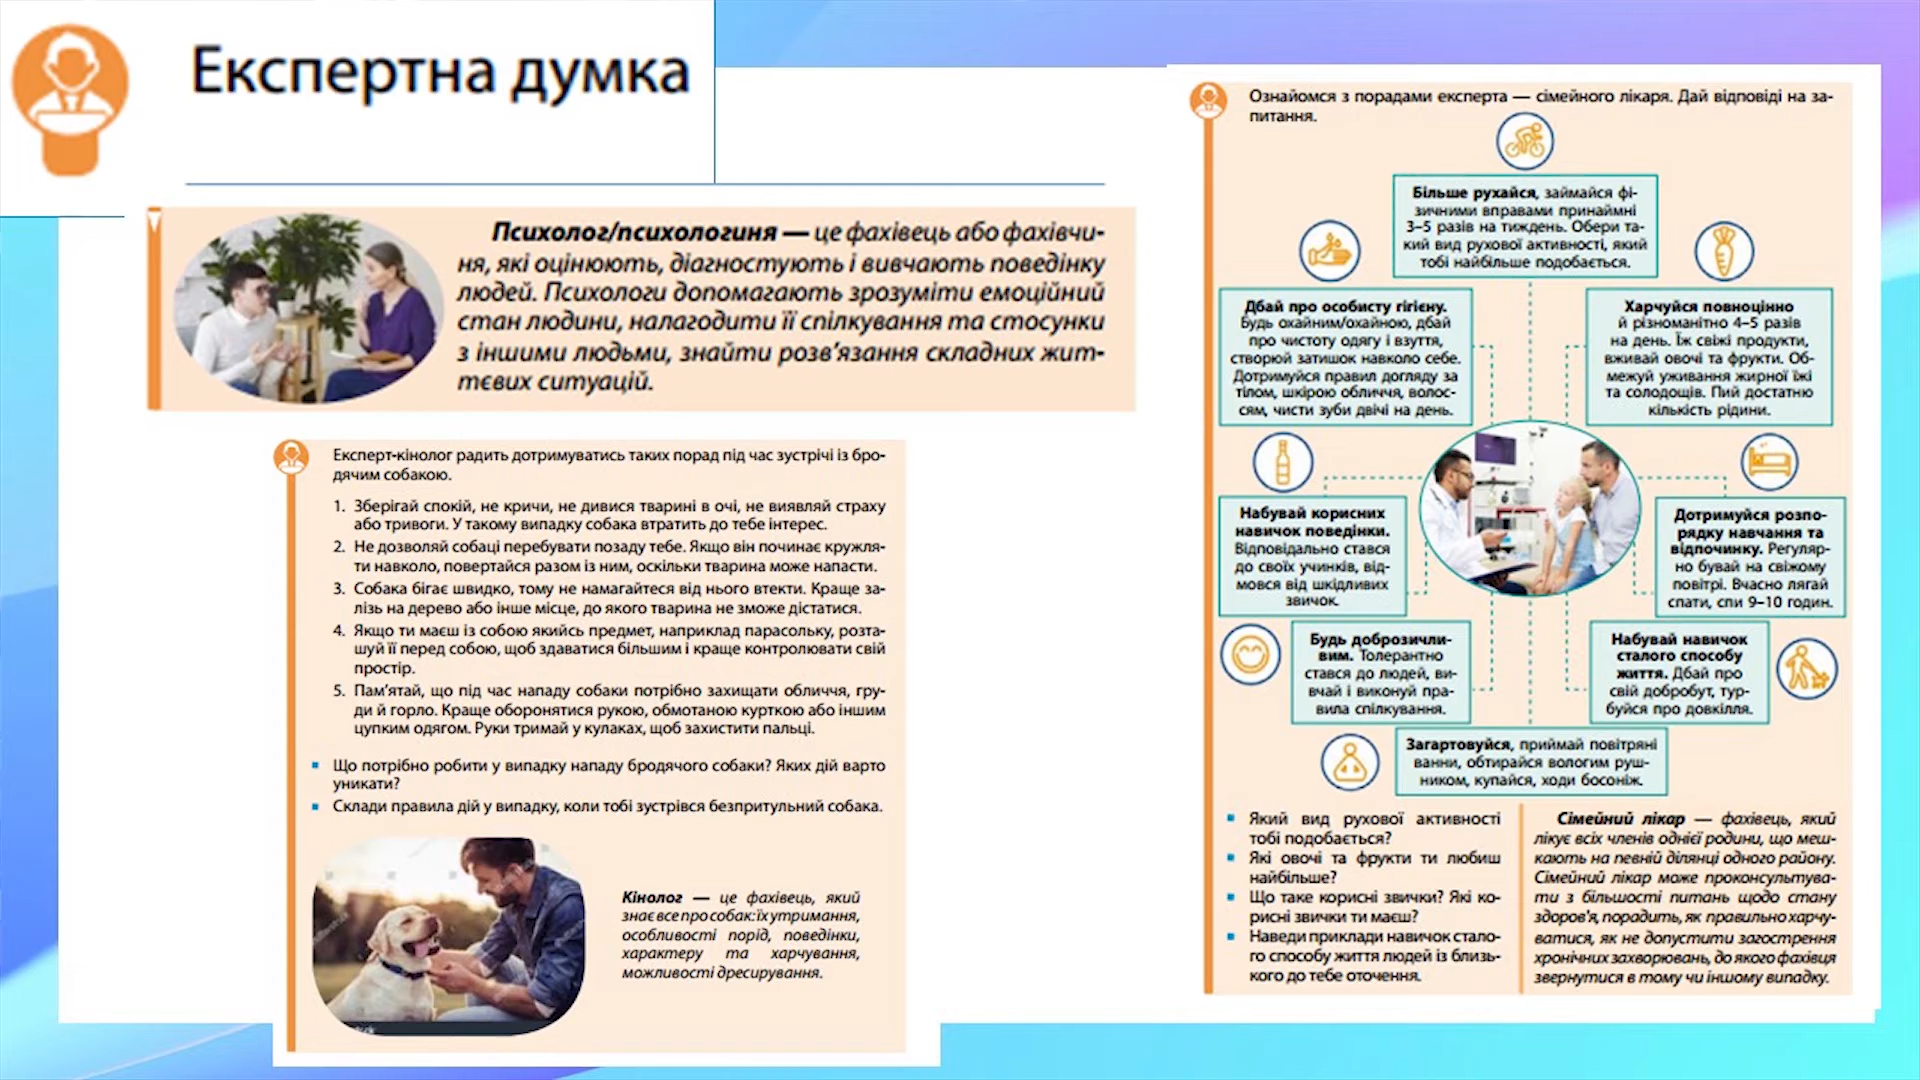 Експертна думка
Психолог/психологиня — це фахівець або фахівчи-
ня, які оцінюють, діагностують і вивчають поведінку
людей. Психологи допомагають зрозуміти емоційний
стан людини, налагодити її спілкування та стосунки
з іншими людьми, знайти розв’язання складних жит-
тєвих ситуацій.
Експерт-кінолог радить дотримуватись таких порад під час зустрічі із бро-
дячим собакою.
1. Зберігай спокій, не кричи, не дивися тварині в очі, не виявляй страху
або тривоги. У такому випадку собака втратить до тебе інтерес.
2. Не дозволяй собаці перебувати позаду тебе. Якщо він починає кружля-
ти навколо, повертайся разом із ним, оскільки тварина може напасти.
3. Собака бігає швидко, тому не намагайтеся від нього втекти. Краще за-
лізь на дерево або інше місце, до якого тварина не зможе дістатися.
4. Якщо ти маєш із собою якийсь предмет, наприклад парасольку, розта-
шуй її перед собою, щоб здаватися більшим і краще контролювати свій
простір.
5. Пам’ятай, що під час нападу собаки потрібно захищати обличчя, гру-
ди й горло. Краще оборонятися рукою, обмотаною курткою або іншим
цупким одягом. Руки тримай у кулаках, щоб захистити пальці.
Що потрібно робити у випадку нападу бродячого собаки? Яких дій варто
уникати?
Склади правила дій у випадку, коли тобі зустрівся безпритульний собака.
Кінолог — це фахівець, який
знає все про собак: їх утримання,
особливості порід, поведінки,
характеру та харчування,
можливості дресирування.
Ознайомся з порадами експерта — сімейного лікаря. Дай відповіді на за-
питання.
Більше рухайся, займайся фі-
зичними вправами принаймні
3–5 разів на тиждень. Обери та-
кий вид рухової активності, який
тобі найбільше подобається.
Дбай про особисту гігієну.
Будь охайним/охайною, дбай
про чистоту одягу і взуття,
створюй затишок навколо себе.
Дотримуйся правил догляду за
тілом, шкірою обличчя, волос-
сям, чисти зуби двічі на день.
Харчуйся повноцінно
й різноманітно 4–5 разів
на день. Їж свіжі продукти,
вживай овочі та фрукти. Об-
межуй уживання жирної їжі
та солодощів. Пий достатню
кількість рідини.
Набувай корисних
навичок поведінки.
Відповідально стався
до своїх учинків, від-
мовся від шкідливих
звичок.
Дотримуйся розпо-
рядку навчання та
відпочинку. Регуляр-
но бувай на свіжому
повітрі. Вчасно лягай
спати, спи 9–10 годин.
Будь доброзичли-
вим. Толерантно
стався до людей, ви-
вчай і виконуй пра-
вила спілкування.
Набувай навичок
сталого способу
життя. Дбай про
свій добробут, тур-
буйся про довкілля.
Загартовуйся, приймай повітряні
ванни, обтирайся вологим руш-
ником, купайся, ходи босоніж.
Який вид рухової активності
тобі подобається?
Які овочі та фрукти ти любиш
найбільше?
Що таке корисні звички? Які ко-
рисні звички ти маєш?
Наведи приклади навичок стало-
го способу життя людей із близь-
кого до тебе оточення.
Сімейний лікар — фахівець, який
лікує всіх членів однієї родини, що меш-
кають на певній ділянці одного району.
Сімейний лікар може проконсультува-
ти з більшості питань щодо стану
здоров’я, порадить, як правильно харчу-
ватися, як не допустити загострення
хронічних захворювань, до якого фахівця
звернутися в тому чи іншому випадку.